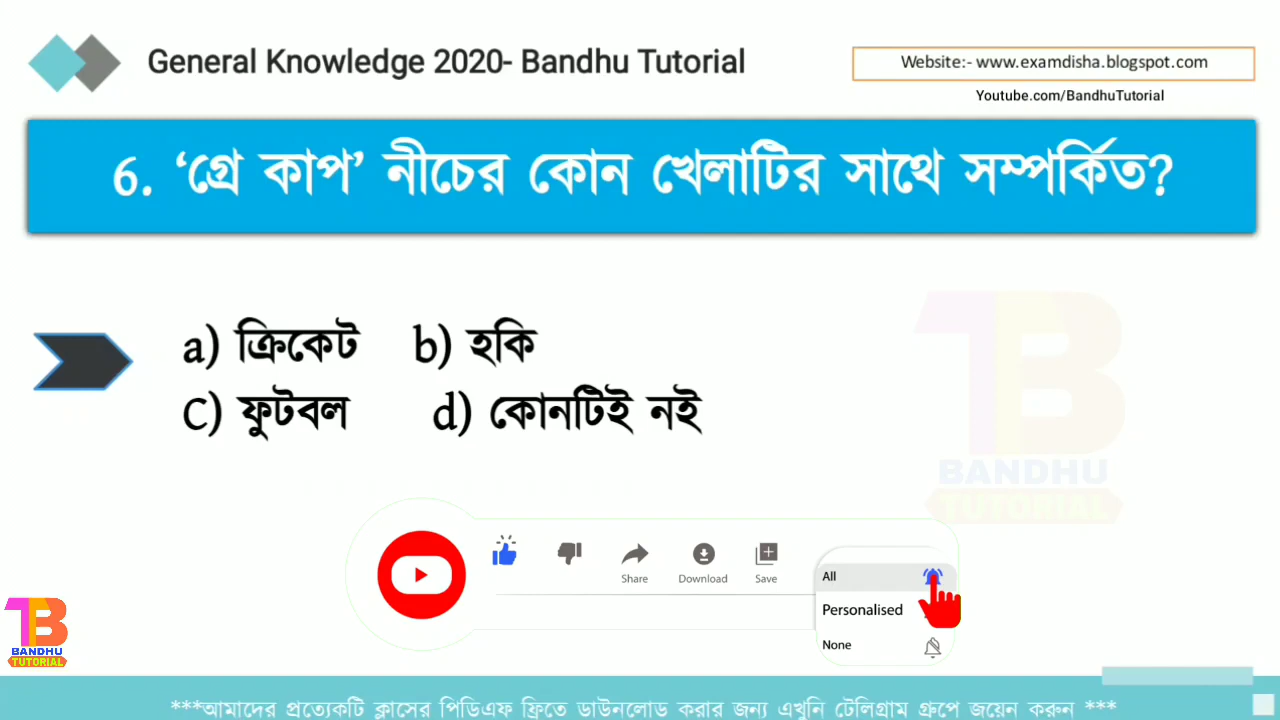 General Knowledge 2020- Bandhu Tutorial
Website:- www.examdisha.blogspot.com
Youtube.com/BandhuTutorial
6. ‘গ্রে কাপ’ নীচের কোন খেলাটির সাথে সম্পর্কিত?
a) ক্রিকেট b) হকি
C) ফুটবল d) কোনটিই নই
BANDHU
TUTORIAL
Share Download Save
All
Personalised
None
TB
BANDHU
TUTORIAL
***আমাদের প্রত্যেকটি ক্লাসের পিডিএফ ফ্রিতে ডাউনলোড করার জন্য এখুনি টেলিগ্রাম গ্রুপে জয়েন করুন ***